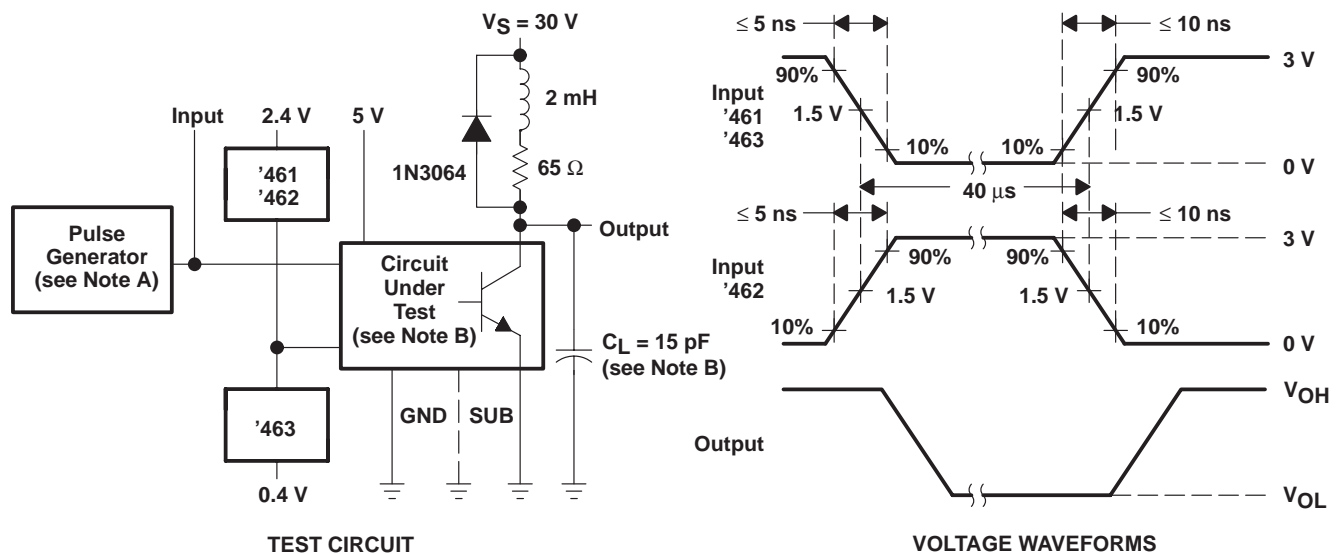 VS = 30 V
2 mH
65 Ω
1N3064
Input
2.4 V
5 V
'461
'462
Pulse
Generator
(see Note A)
Circuit
Under
Test
(see Note B)
Output
CL = 15 pF
(see Note B)
'463
0.4 V
GND
SUB
TEST CIRCUIT
≤ 5 ns
≤ 10 ns
3 V
90%
90%
Input
'461
'463
1.5 V
1.5 V
10%
10%
0 V
40 μs
≤ 5 ns
≤ 10 ns
3 V
90%
90%
Input
'462
1.5 V
1.5 V
10%
10%
0 V
VOH
Output
VOL
VOLTAGE WAVEFORMS